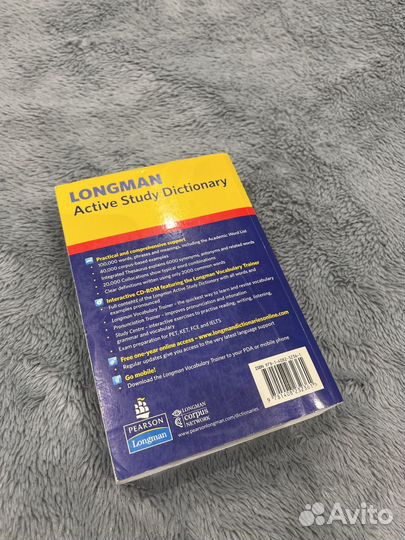 LONGMAN
Active Study Dictionary
Practical and comprehensive support
100,000 words, phrases and meanings, including the Academic Word List
40,000 corpus-based examples
Integrated Thesaurus explains 6000 synonyms, antonyms and related words
20,000 Collocations show typical word combinations
Clear definitions written using only 2000 common words
Interactive CD-ROM featuring the Longman Vocabulary Trainer
Full contents of the Longman Active Study Dictionary with all words and
examples pronounced
Longman Vocabulary Trainer - the quickest way to learn and revise vocabulary
Pronunciation Trainer - improves pronunciation and intonation
Study Centre - interactive exercises to practise reading, writing, listening,
grammar and vocabulary
Exam preparation for PET, KET, FCE and IELTS
Free one-year online access - www.longmandictionariesonline.com
Regular updates give you access to the very latest language support
Go mobile!
Download the Longman Vocabulary Trainer to your PDA or mobile phone
PEARSON
Longman
LONGMAN
corpus
NETWORK
www.pearsonlongman.com/dictionaries
Avito